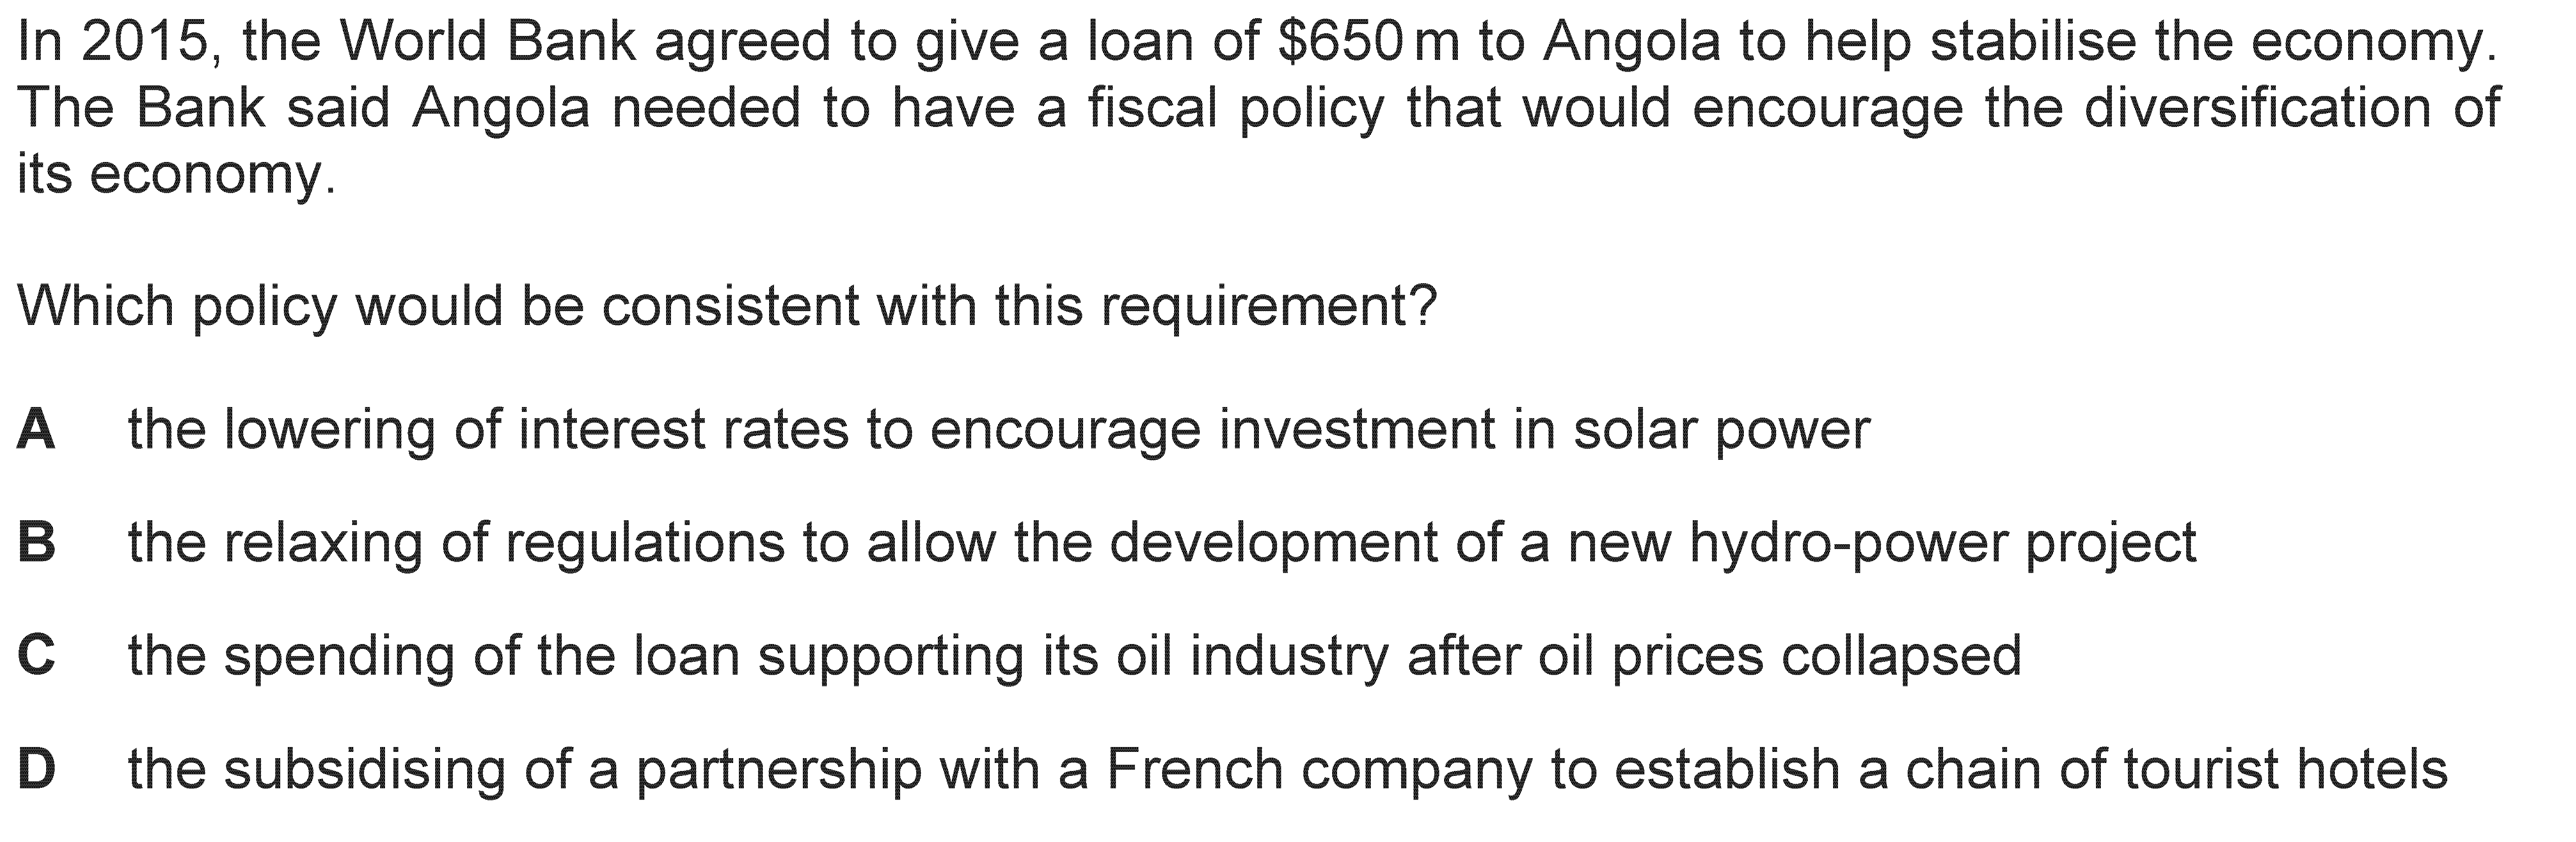 In 2015, the World Bank agreed to give a loan of $650 m to Angola to help stabilise the economy.
The Bank said Angola needed to have a fiscal policy that would encourage the diversification of
its economy.
Which policy would be consistent with this requirement?
A the lowering of interest rates to encourage investment in solar power
B the relaxing of regulations to allow the development of a new hydro-power project
C the spending of the loan supporting its oil industry after oil prices collapsed
D the subsidising of a partnership with a French company to establish a chain of tourist hotels